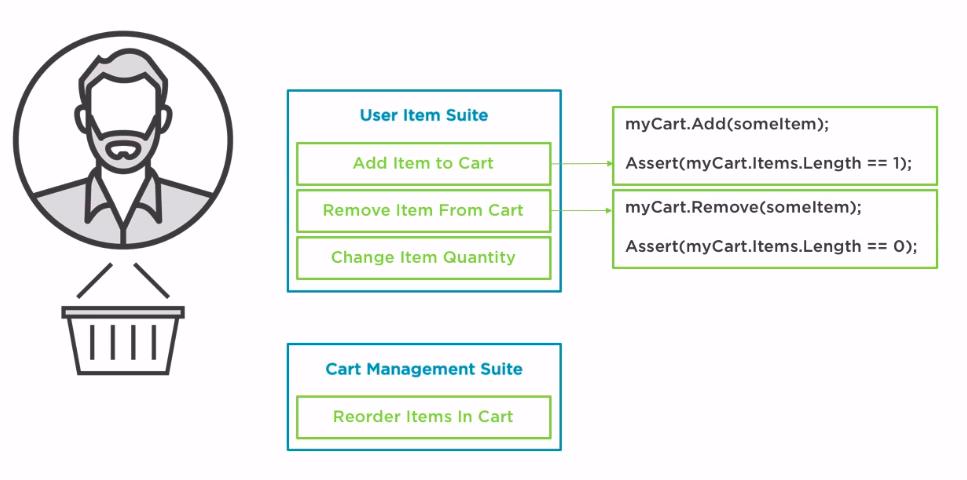 User Item Suite
Add Item to Cart
Remove Item From Cart
Change Item Quantity
myCart.Add(someItem);
Assert(myCart.Items.Length == 1);
myCart.Remove(someItem);
Assert(myCart.Items.Length == 0);
Cart Management Suite
Reorder Items In Cart